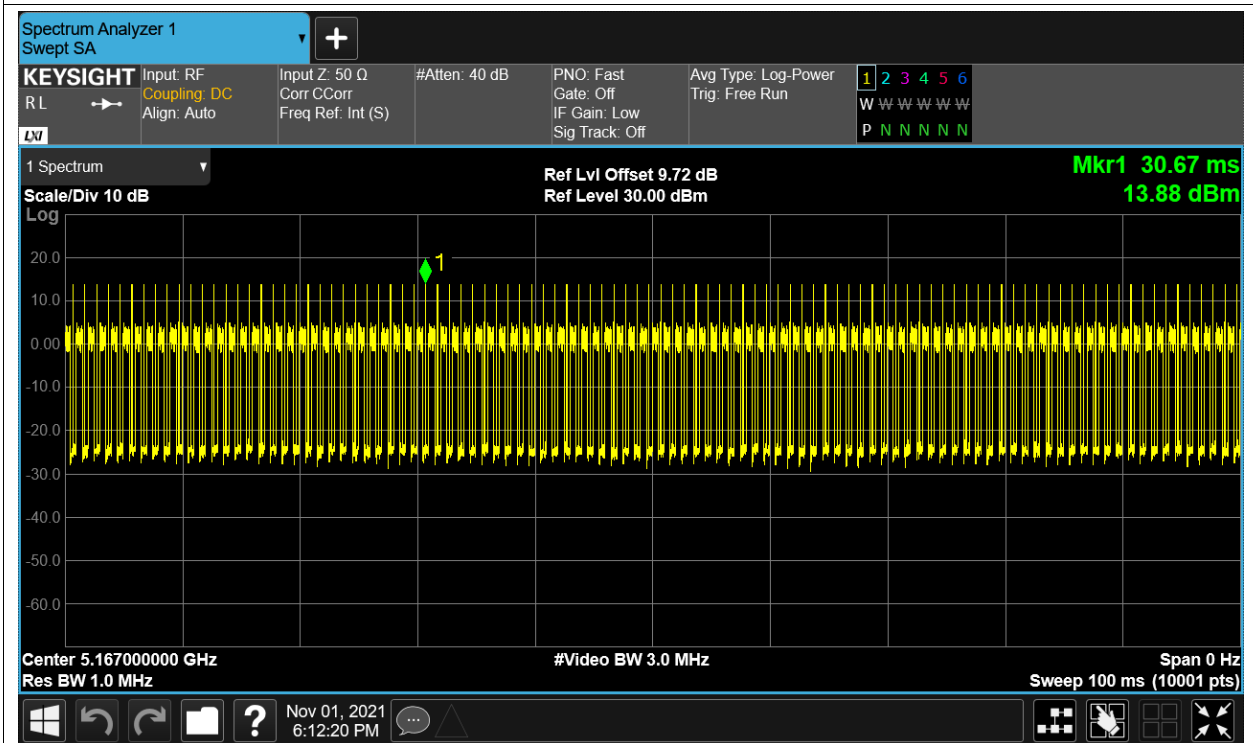 Spectrum Analyzer 1
Swept SA
KEYSIGHT
Input: RF
Input Z: 50 Ω
#Atten: 40 dB
PNO: Fast
Avg Type: Log-Power
1 2 3 4 5 6
R L
Coupling: DC
Corr CCorr
Gate: Off
Trig: Free Run
W W W W W W
Align: Auto
Freq Ref: Int (S)
IF Gain: Low
LXI
Sig Track: Off
P N N N N N
1 Spectrum
Ref Lvl Offset 9.72 dB
Mkr1 30.67 ms
Scale/Div 10 dB
Ref Level 30.00 dBm
13.88 dBm
Log
20.0
1
10.0
0.00
-10.0
-20.0
-30.0
-40.0
-50.0
-60.0
Center 5.167000000 GHz
#Video BW 3.0 MHz
Span 0 Hz
Res BW 1.0 MHz
Sweep 100 ms (10001 pts)
?
Nov 01, 2021
6:12:20 PM